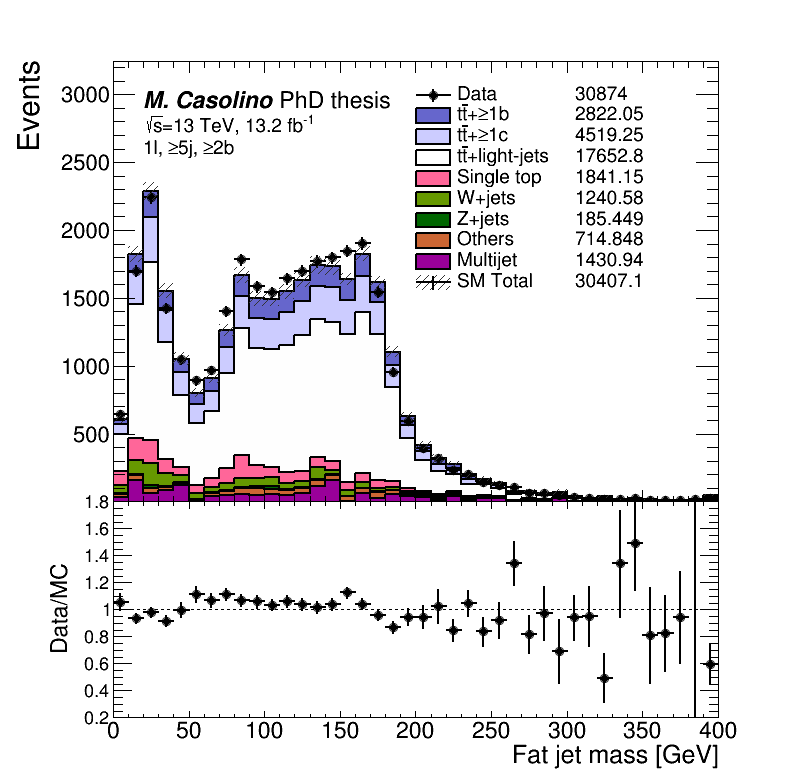 Events
3000
2500
2000
1500
1000
500
M. Casolino PhD thesis
√s=13 TeV, 13.2 fb-1
1l, ≥5j, ≥2b
Data 30874
tt̄+≥1b 2822.05
tt̄+≥1c 4519.25
tt̄+light-jets 17652.8
Single top 1841.15
W+jets 1240.58
Z+jets 185.449
Others 714.848
Multijet 1430.94
SM Total 30407.1
Data/MC
1.8
1.6
1.4
1.2
1
0.8
0.6
0.4
0.2
0 50 100 150 200 250 300 350 400
Fat jet mass [GeV]